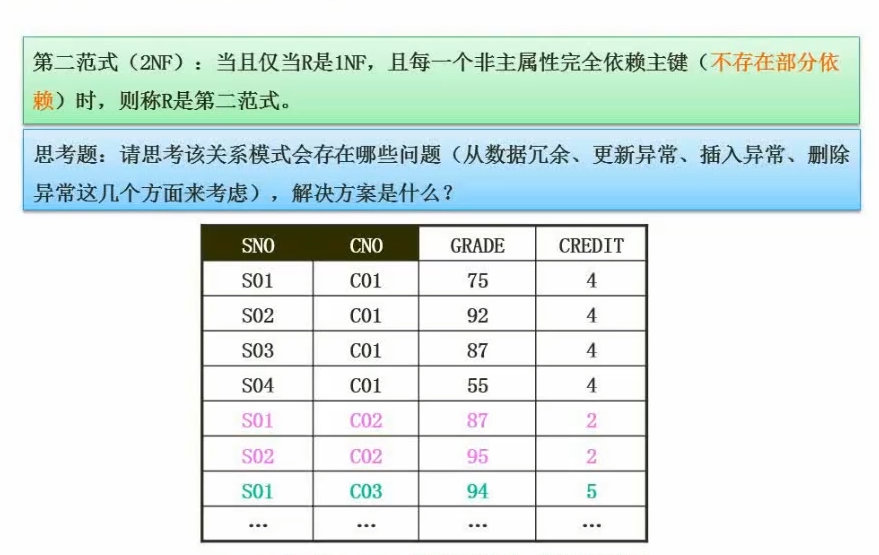 第二范式（2NF）：当且仅当R是1NF，且每一个非主属性完全依赖主键（不存在部分依
赖）时，则称R是第二范式。
思考题：请思考该关系模式会存在哪些问题（从数据冗余、更新异常、插入异常、删除
异常这几个方面来考虑），解决方案是什么？
SNO CNO GRADE CREDIT
S01 C01 75 4
S02 C01 92 4
S03 C01 87 4
S04 C01 55 4
S01 C02 87 2
S02 C02 95 2
S01 C03 94 5
… … … …